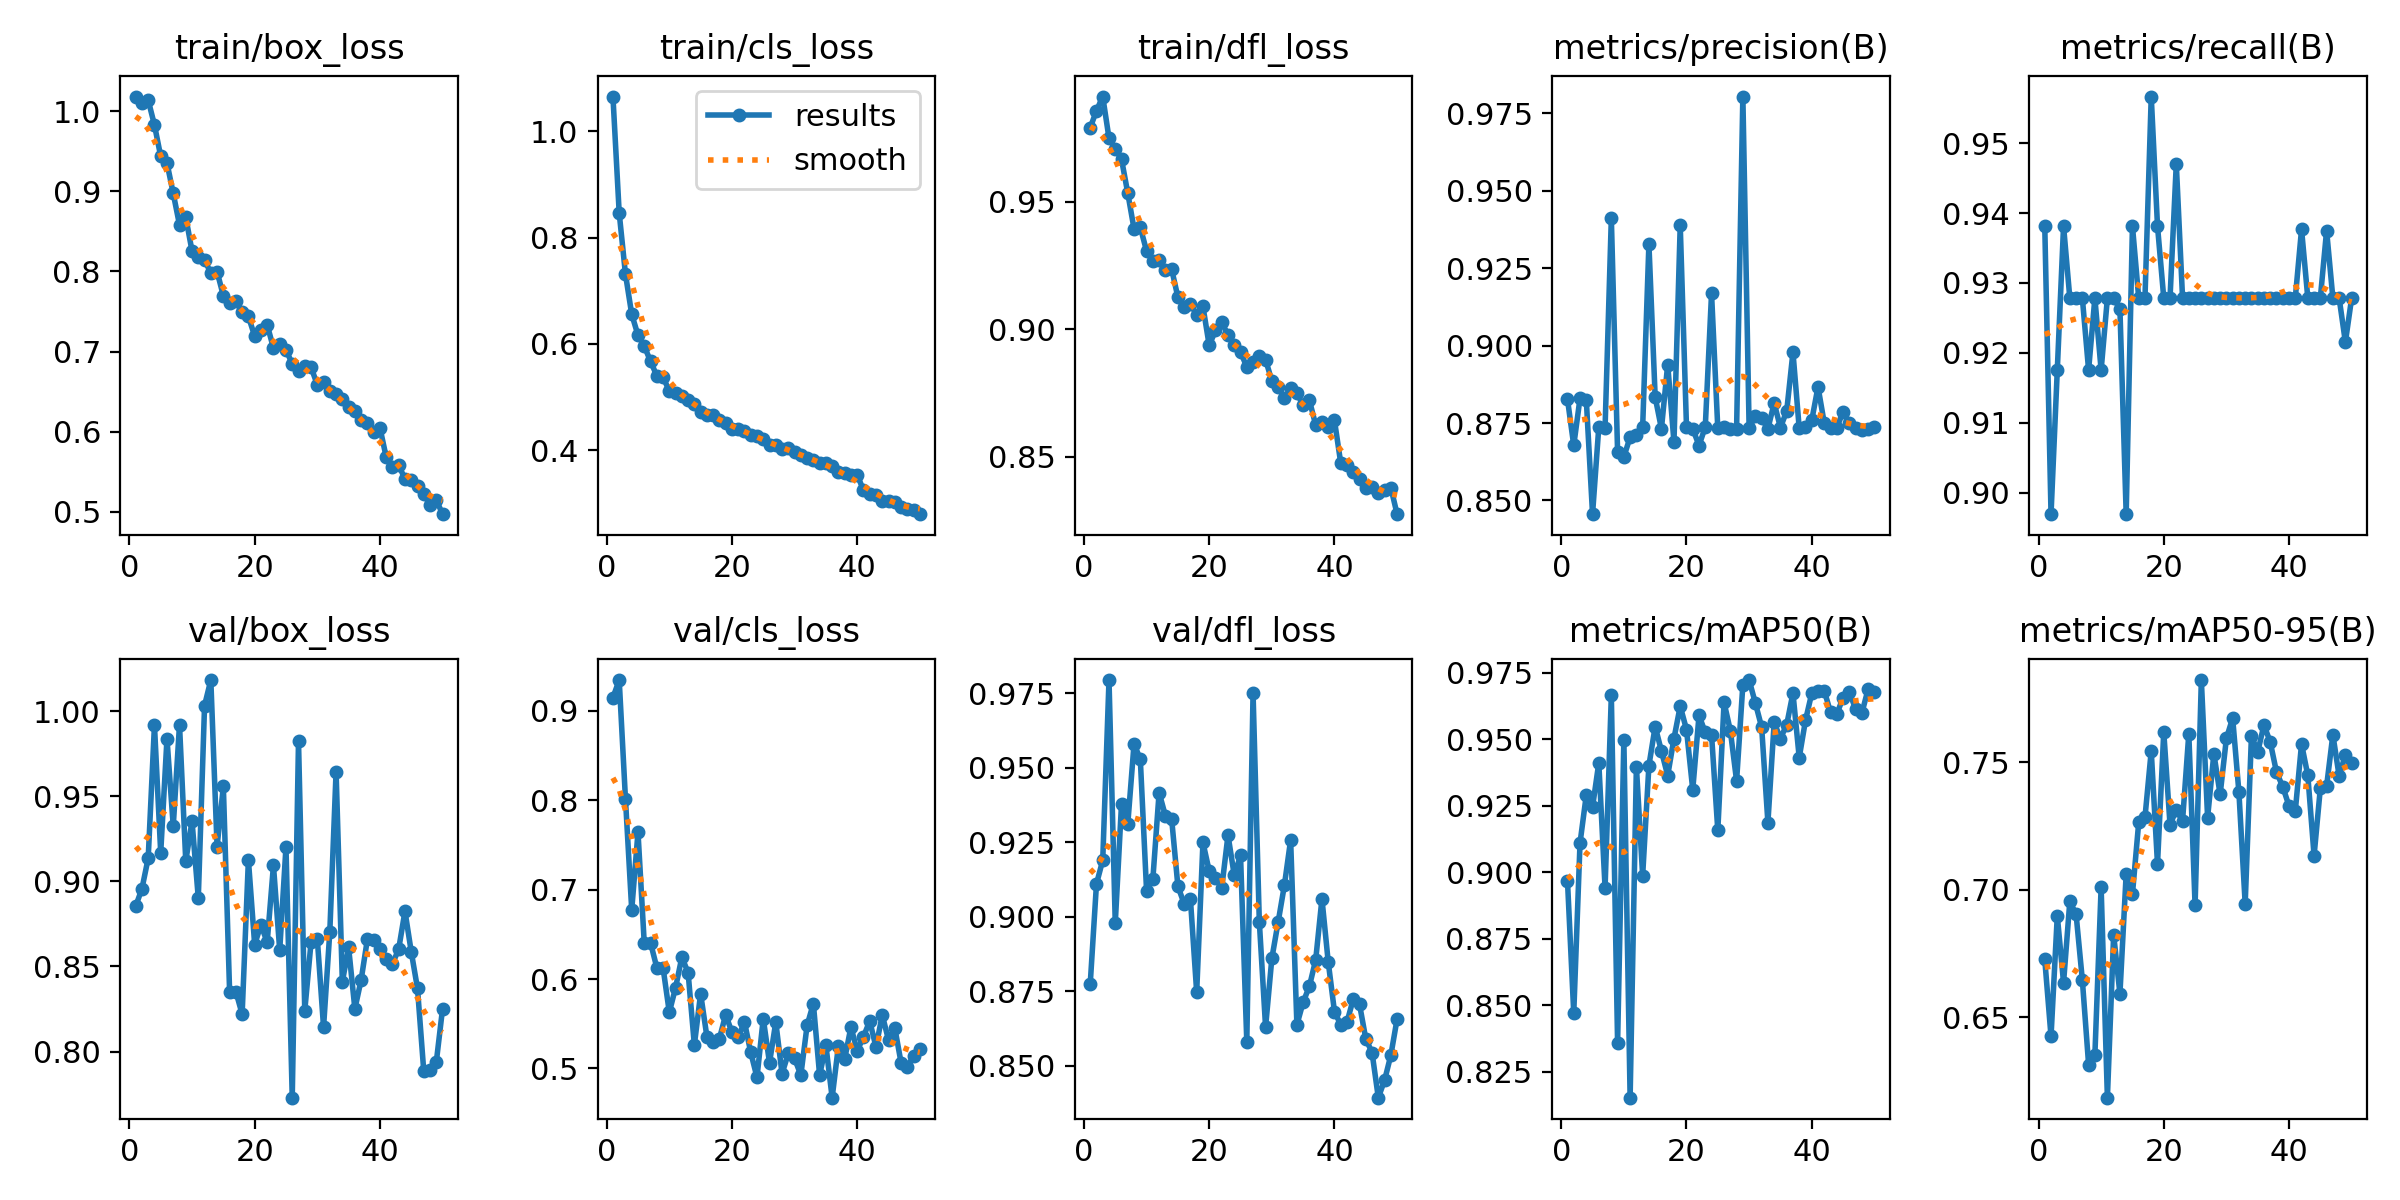 train/box_loss
1.0
0.9
0.8
0.7
0.6
0.5
0 20 40
train/cls_loss
results
smooth
1.0
0.8
0.6
0.4
0 20 40
train/dfl_loss
0.95
0.90
0.85
0 20 40
metrics/precision(B)
0.975
0.950
0.925
0.900
0.875
0.850
0 20 40
metrics/recall(B)
0.95
0.94
0.93
0.92
0.91
0.90
0 20 40
val/box_loss
1.00
0.95
0.90
0.85
0.80
0 20 40
val/cls_loss
0.9
0.8
0.7
0.6
0.5
0 20 40
val/dfl_loss
0.975
0.950
0.925
0.900
0.875
0.850
0 20 40
metrics/mAP50(B)
0.975
0.950
0.925
0.900
0.875
0.850
0.825
0 20 40
metrics/mAP50-95(B)
0.75
0.70
0.65
0 20 40